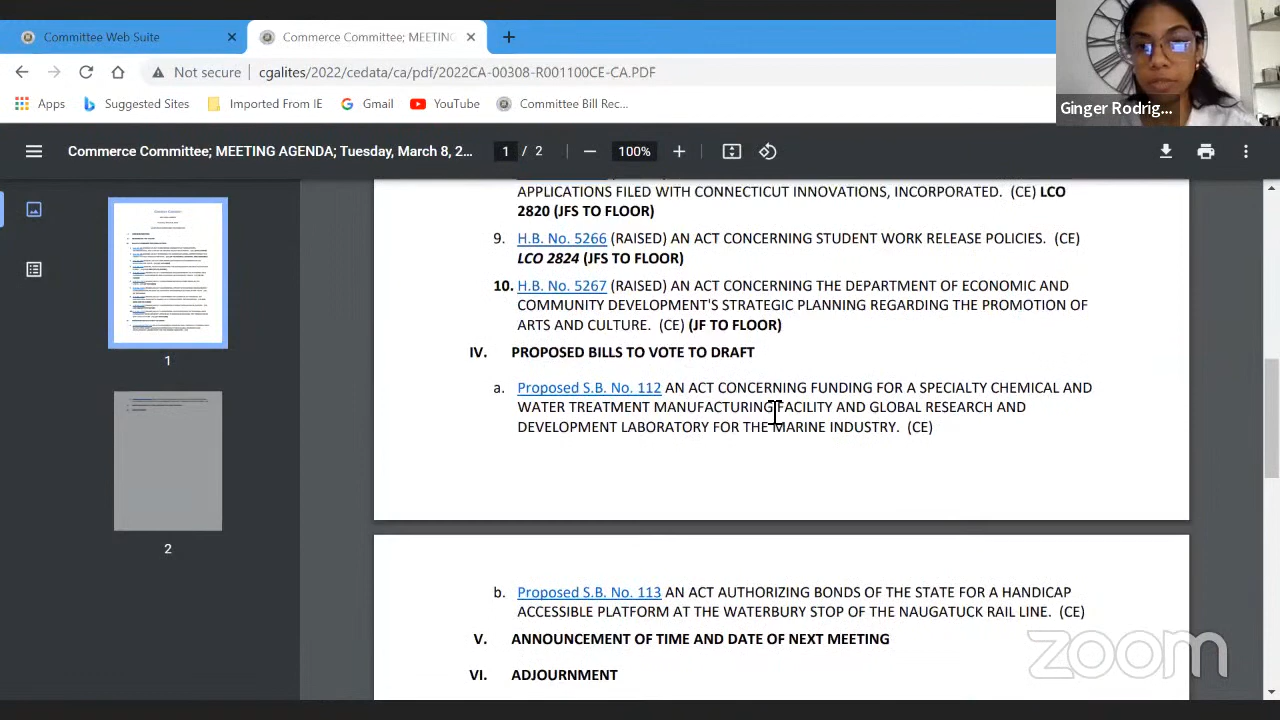 Committee Web Suite
Commerce Committee; MEETING
Not secure
cgalites/2022/cedata/ca/pdf/2022CA-00308-R001100CE-CA.PDF
Apps
Suggested Sites
Imported From IE
Gmail
YouTube
Committee Bill Rec...
Ginger Rodrig...
Commerce Committee; MEETING AGENDA; Tuesday, March 8, 2...
1 / 2
100%
APPLICATIONS FILED WITH CONNECTICUT INNOVATIONS, INCORPORATED. (CE) LCO
2820 (JFS TO FLOOR)
9. H.B. No. 5266 (RAISED) AN ACT CONCERNING STUDENT WORK RELEASE POLICIES. (CE)
LCO 2824 (JFS TO FLOOR)
10. H.B. No. 5267 (RAISED) AN ACT CONCERNING THE DEPARTMENT OF ECONOMIC AND
COMMUNITY DEVELOPMENT'S STRATEGIC PLANNING REGARDING THE PROMOTION OF
ARTS AND CULTURE. (CE) (JF TO FLOOR)
IV. PROPOSED BILLS TO VOTE TO DRAFT
a. Proposed S.B. No. 112 AN ACT CONCERNING FUNDING FOR A SPECIALTY CHEMICAL AND
WATER TREATMENT MANUFACTURING FACILITY AND GLOBAL RESEARCH AND
DEVELOPMENT LABORATORY FOR THE MARINE INDUSTRY. (CE)
b. Proposed S.B. No. 113 AN ACT AUTHORIZING BONDS OF THE STATE FOR A HANDICAP
ACCESSIBLE PLATFORM AT THE WATERBURY STOP OF THE NAUGATUCK RAIL LINE. (CE)
V. ANNOUNCEMENT OF TIME AND DATE OF NEXT MEETING
VI. ADJOURNMENT
1
2
zoom